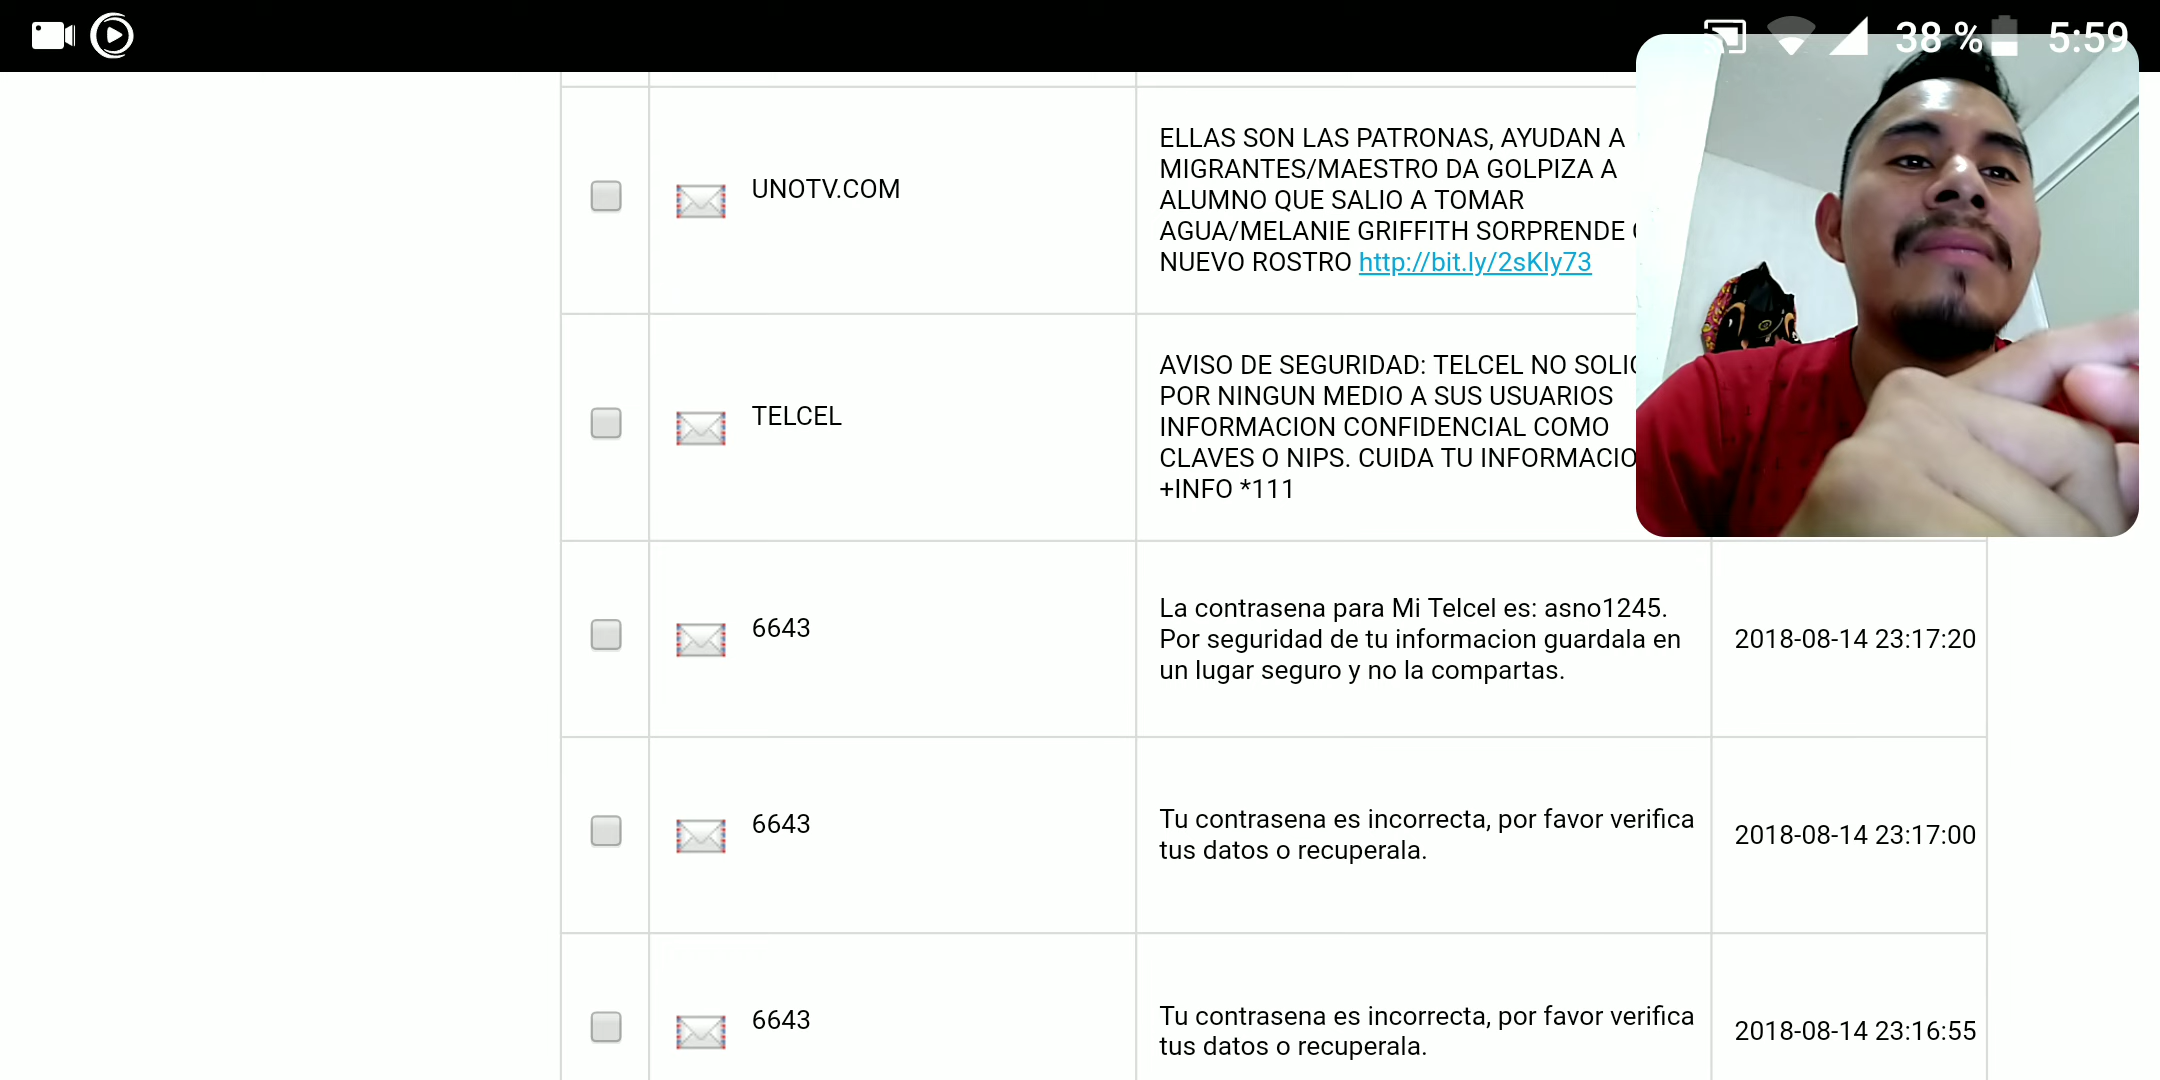 38 % 5:59
UNOTV.COM
ELLAS SON LAS PATRONAS, AYUDAN A
MIGRANTES/MAESTRO DA GOLPIZA A
ALUMNO QUE SALIO A TOMAR
AGUA/MELANIE GRIFFITH SORPRENDE
NUEVO ROSTRO http://bit.ly/2sKly73
TELCEL
AVISO DE SEGURIDAD: TELCEL NO
POR NINGUN MEDIO A SUS USUARIOS
INFORMACION CONFIDENCIAL COMO
CLAVES O NIPS. CUIDA TU
+INFO *111
6643
La contrasena para Mi Telcel es: asno1245.
Por seguridad de tu informacion guardala en
un lugar seguro y no la compartas.
2018-08-14 23:17:20
6643
Tu contrasena es incorrecta, por favor verifica
tus datos o recuperala.
2018-08-14 23:17:00
6643
Tu contrasena es incorrecta, por favor verifica
tus datos o recuperala.
2018-08-14 23:16:55